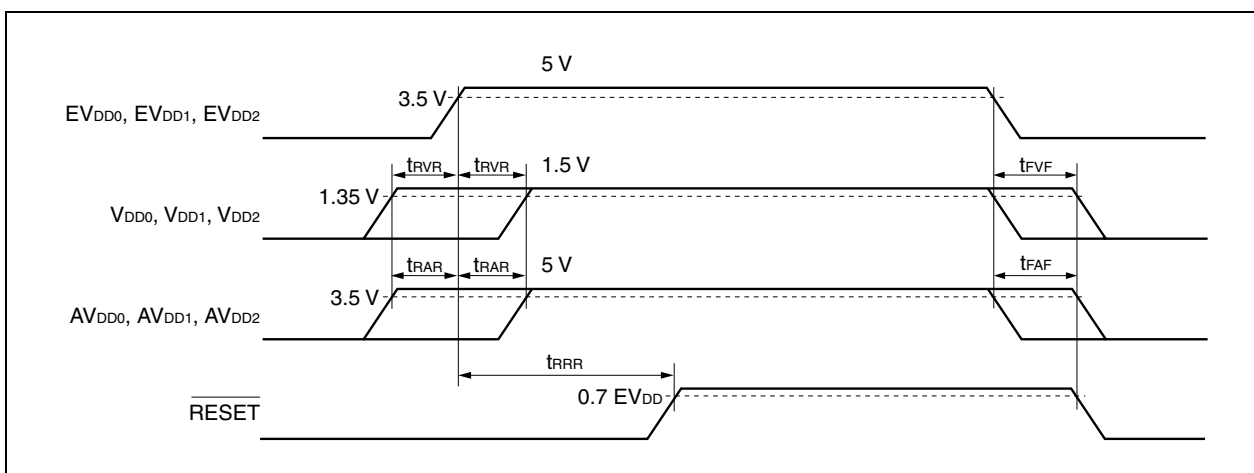 5 V
3.5 V
EVDD0, EVDD1, EVDD2
tRVR tRVR 1.5 V tFVF
1.35 V
VDD0, VDD1, VDD2
tRAR tRAR 5 V tFAF
3.5 V
AVDD0, AVDD1, AVDD2
tRRR
0.7 EVDD
RESET